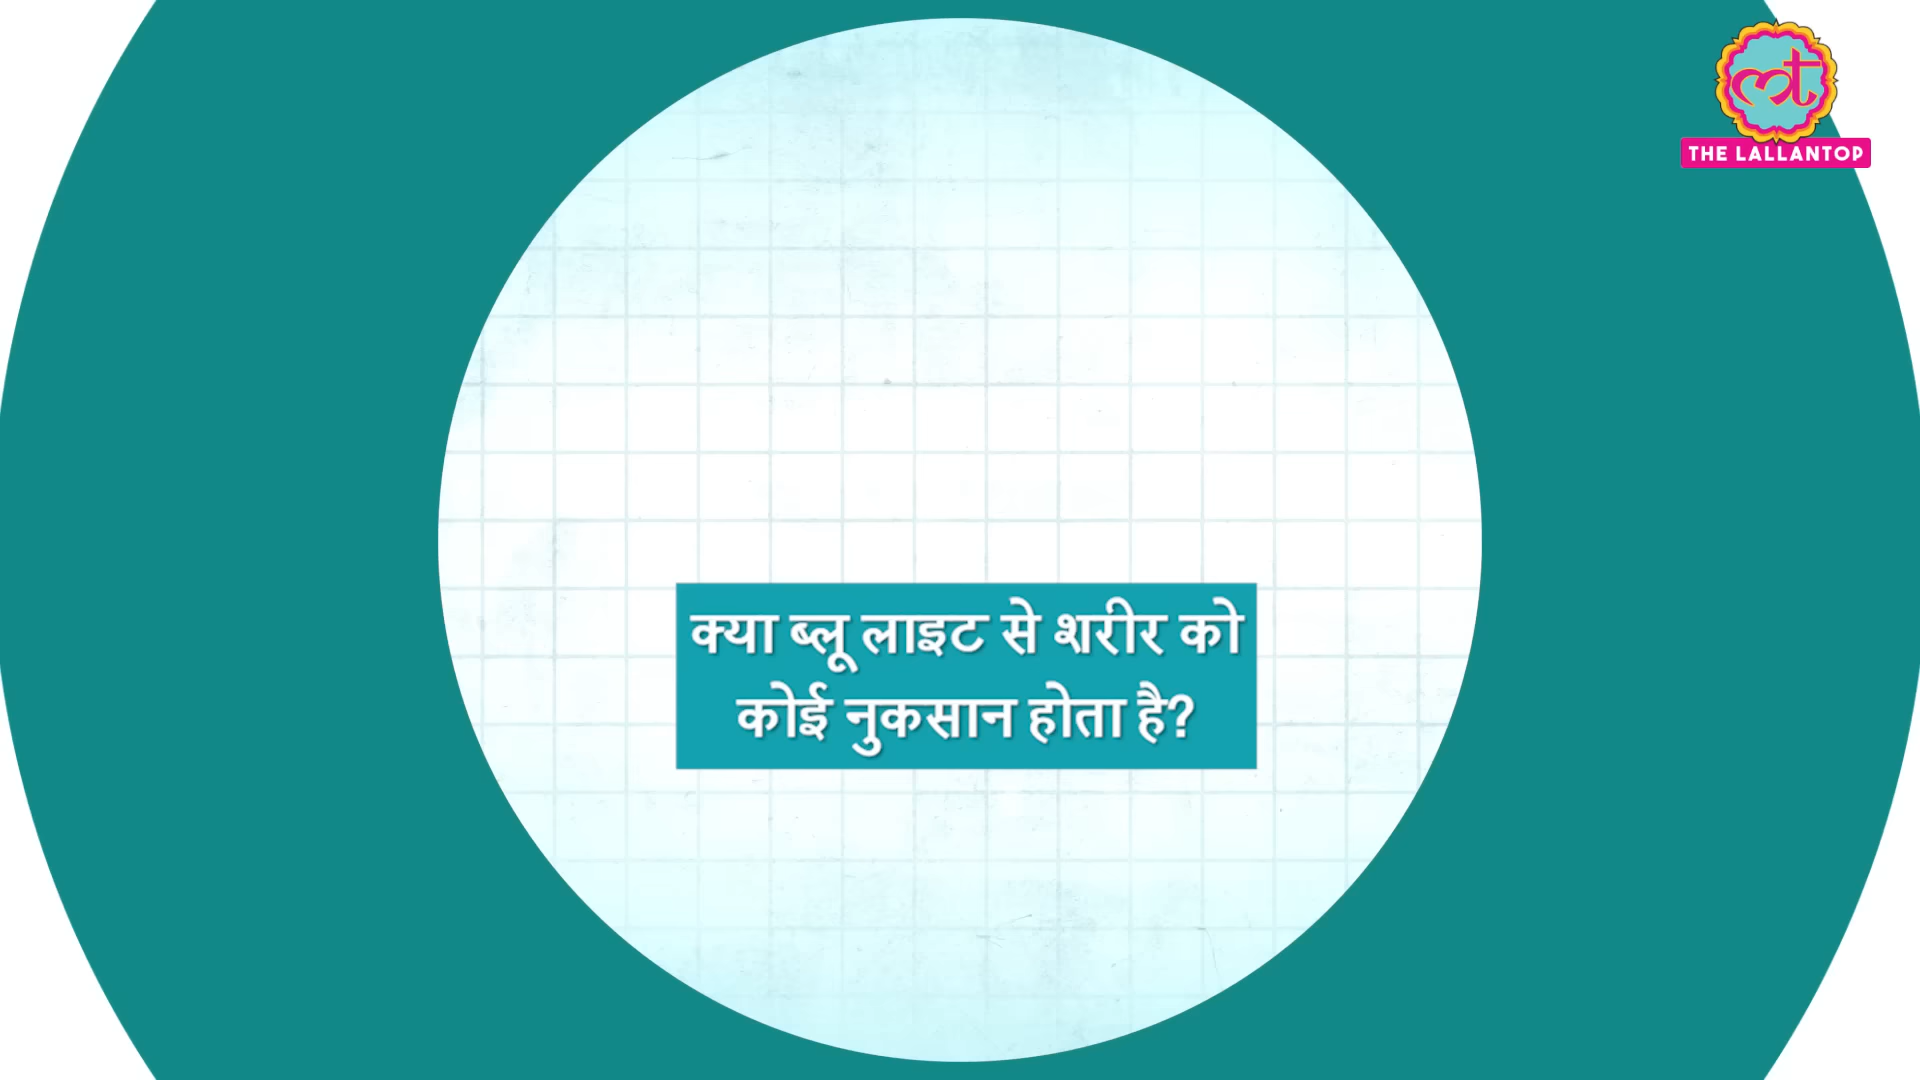 THE LALLANTOP
क्या ब्लू लाइट से शरीर को
कोई नुकसान होता है?